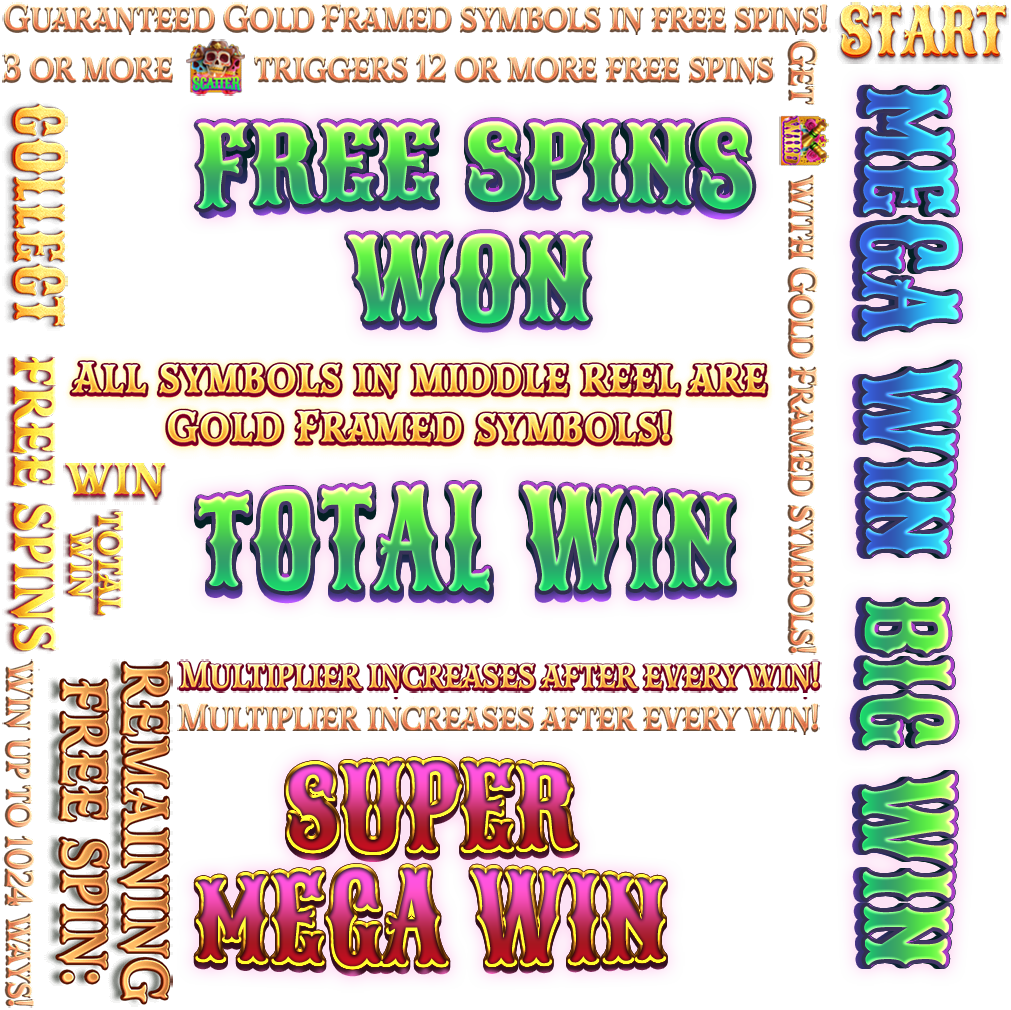 Guaranteed Gold Framed symbols in free spins!
START
3 or more SCATTER triggers 12 or more free spins
Get WILD with Gold Framed symbols!
COLLECT
FREE SPINS
WON
MEGA WIN
All symbols in middle reel are
Gold Framed symbols!
FREE SPINS
WIN
TOTAL
WIN
TOTAL WIN
BIG WIN
Multiplier increases after every win!
Multiplier increases after every win!
REMAINING
FREE SPIN:
Win up to 1024 ways!
SUPER
MEGA WIN